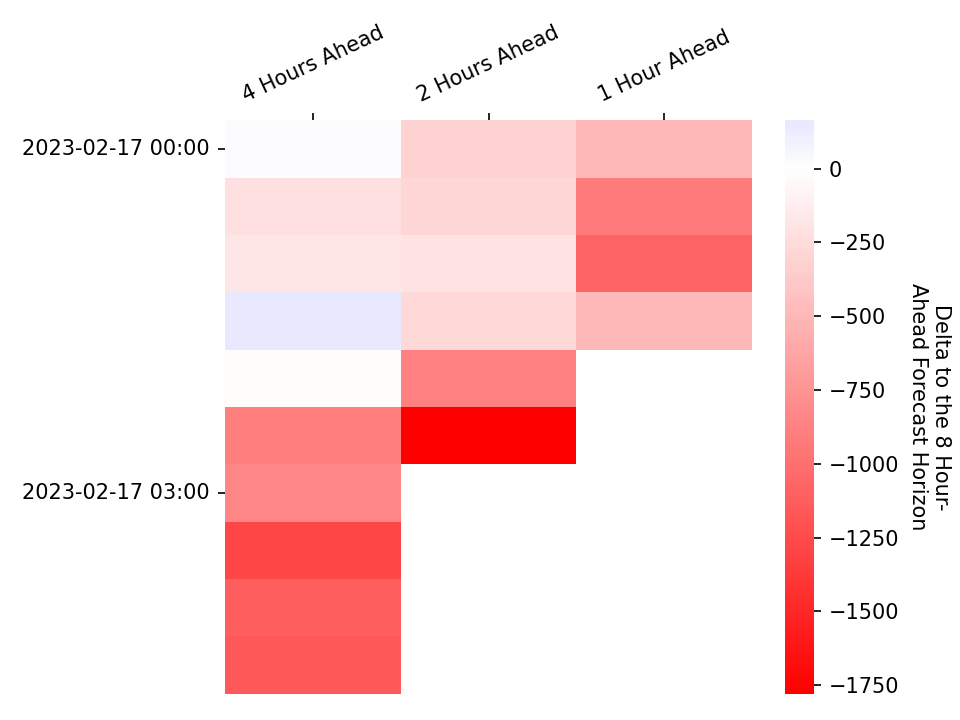 4 Hours Ahead
2 Hours Ahead
1 Hour Ahead
2023-02-17 00:00
2023-02-17 03:00
0
−250
−500
−750
−1000
−1250
−1500
−1750
Delta to the 8 Hour-
Ahead Forecast Horizon